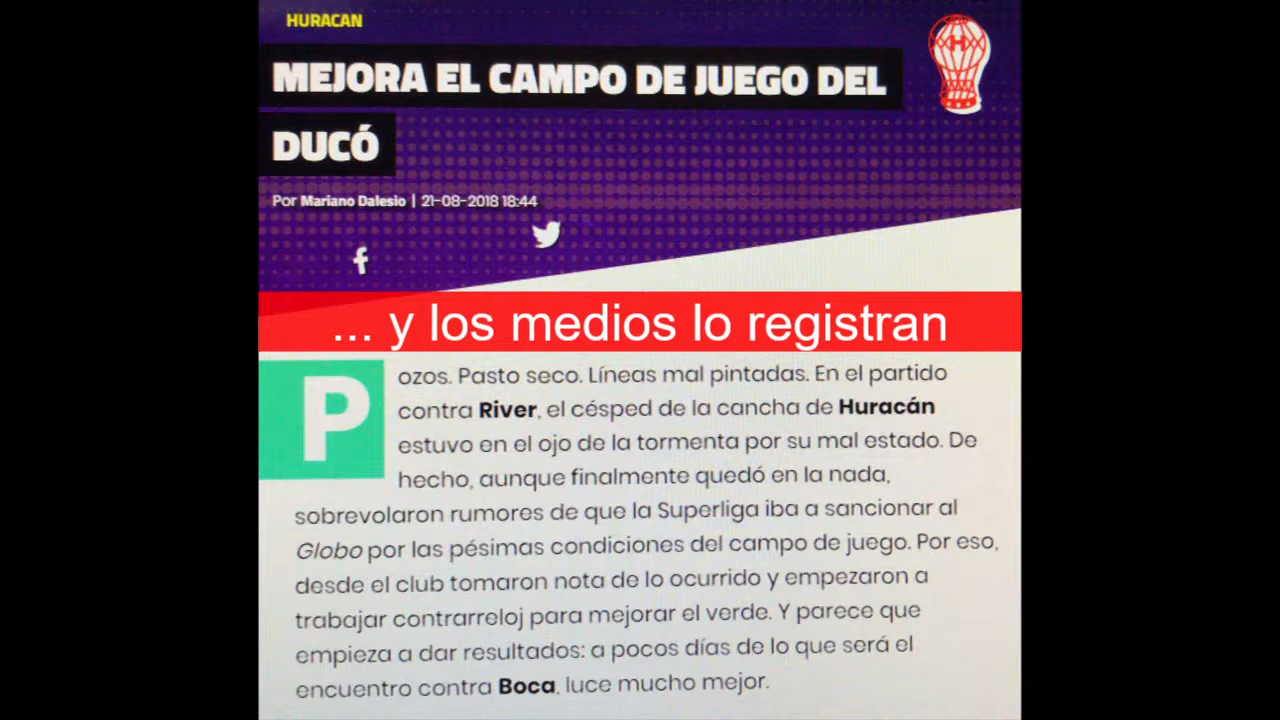 HURACAN
MEJORA EL CAMPO DE JUEGO DEL
DUCÓ
Por Mariano Dalesio | 21-08-2018 18:44
... y los medios lo registran
Pozos. Pasto seco. Líneas mal pintadas. En el partido
contra River, el césped de la cancha de Huracán
estuvo en el ojo de la tormenta por su mal estado. De
hecho, aunque finalmente quedó en la nada,
sobrevolaron rumores de que la Superliga iba a sancionar al
Globo por las pésimas condiciones del campo de juego. Por eso,
desde el club tomaron nota de lo ocurrido y empezaron a
trabajar contrarreloj para mejorar el verde. Y parece que
empieza a dar resultados: a pocos días de lo que será el
encuentro contra Boca, luce mucho mejor.